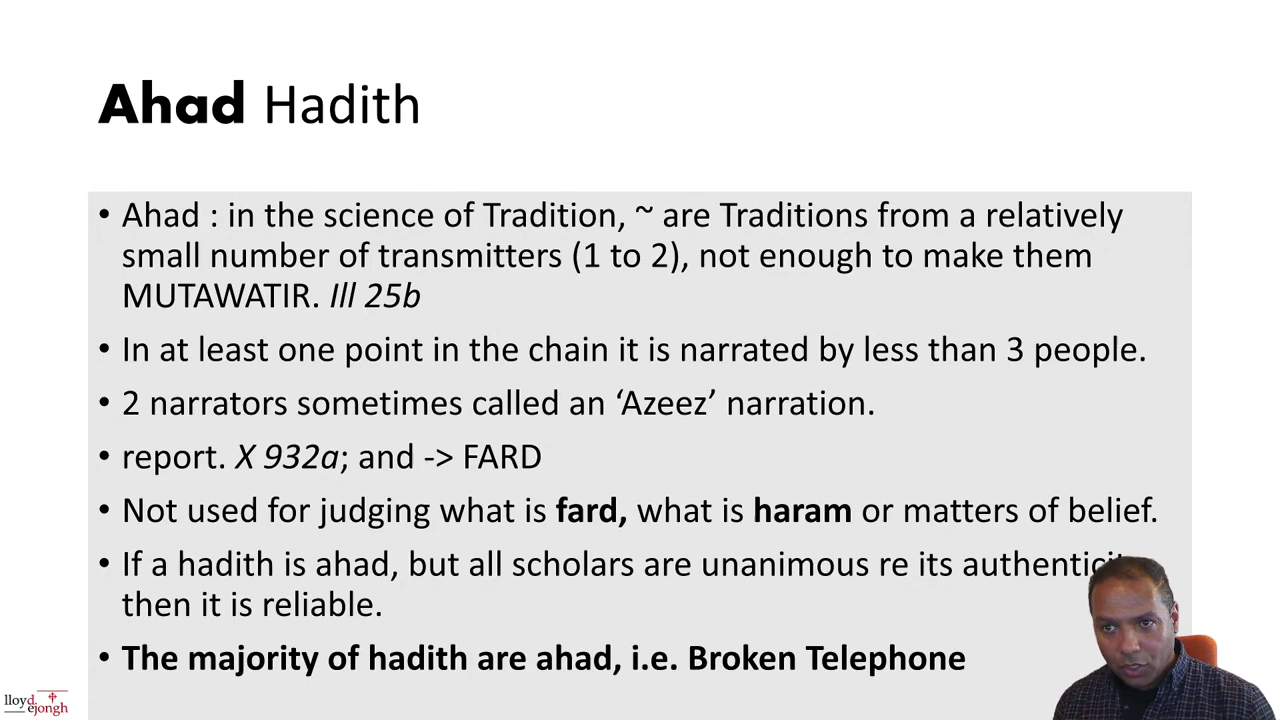 Ahad Hadith
• Ahad : in the science of Tradition, ~ are Traditions from a relatively
small number of transmitters (1 to 2), not enough to make them
MUTAWATIR. Ill 25b
• In at least one point in the chain it is narrated by less than 3 people.
• 2 narrators sometimes called an ‘Azeez’ narration.
• report. X 932a; and -> FARD
• Not used for judging what is fard, what is haram or matters of belief.
• If a hadith is ahad, but all scholars are unanimous re its
then it is reliable.
• The majority of hadith are ahad, i.e. Broken Telephone
lloyd
ejongh